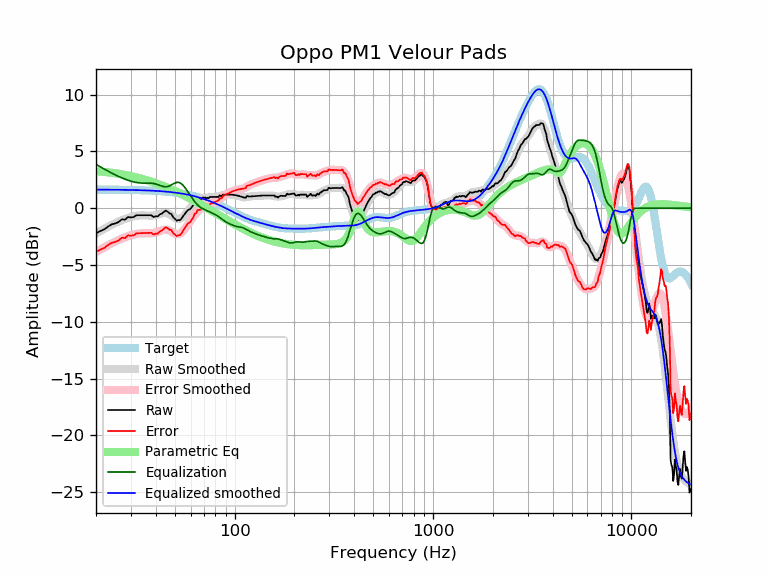 Oppo PM1 Velour Pads
Amplitude (dBr)
10
5
0
−5
−10
−15
−20
−25
Target
Raw Smoothed
Error Smoothed
Raw
Error
Parametric Eq
Equalization
Equalized smoothed
100 1000 10000
Frequency (Hz)